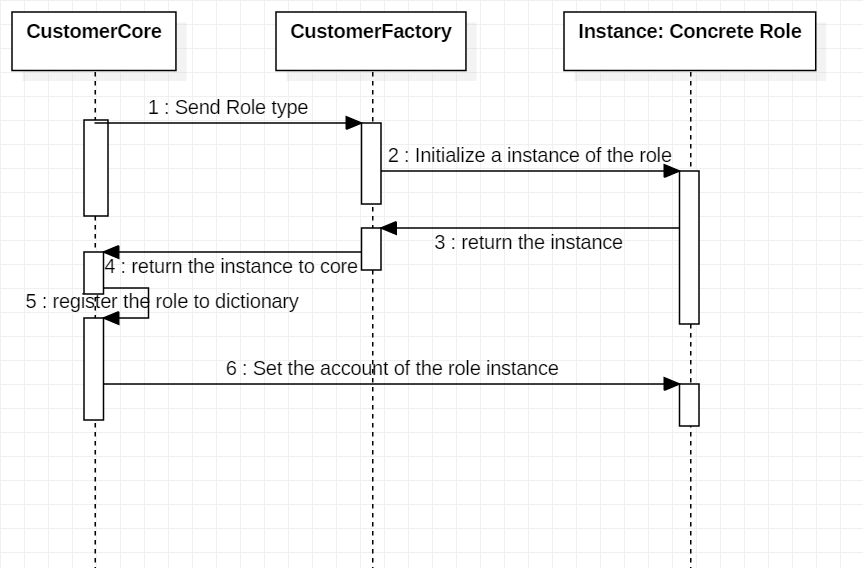 CustomerCore
CustomerFactory
Instance: Concrete Role
1 : Send Role type
2 : Initialize a instance of the role
3 : return the instance
4 : return the instance to core
5 : register the role to dictionary
6 : Set the account of the role instance